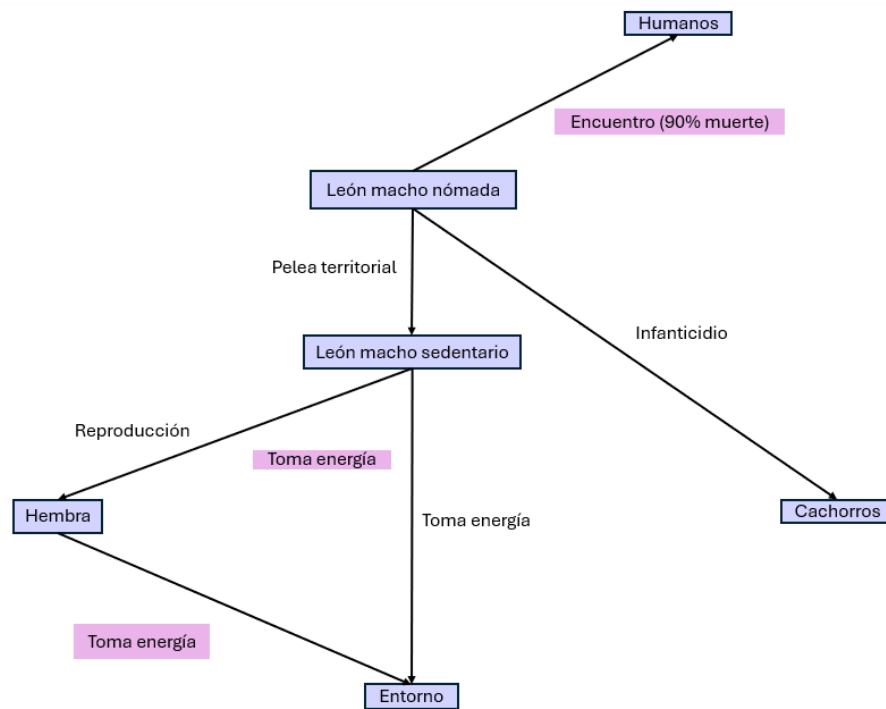 Humanos
Encuentro (90% muerte)
León macho nómada
Pelea territorial
Infanticidio
León macho sedentario
Reproducción
Toma energía
Hembra
Toma energía
Cachorros
Toma energía
Entorno